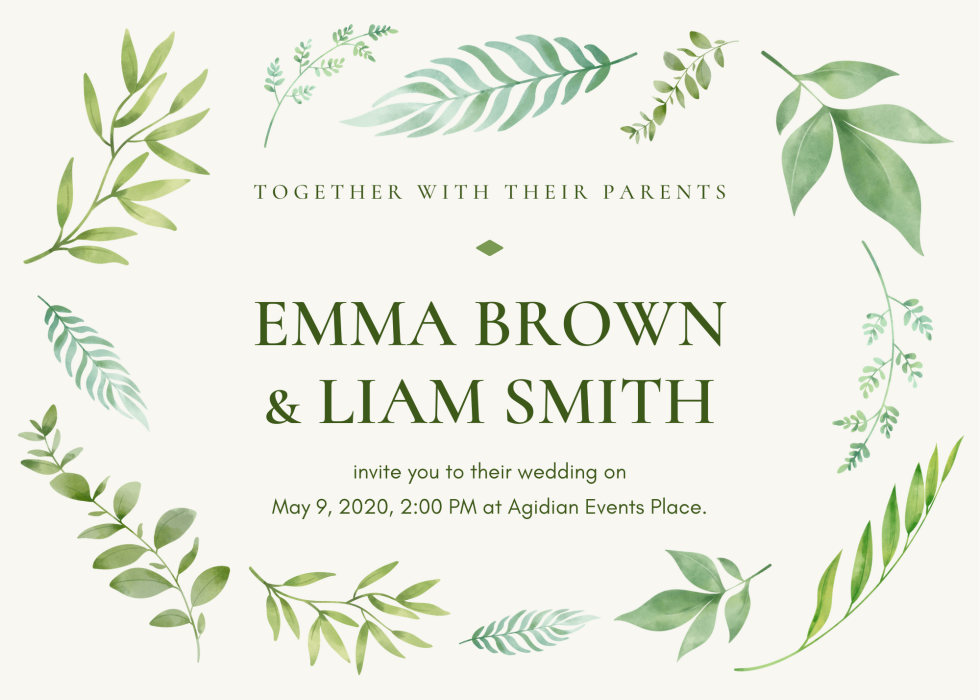 TOGETHER WITH THEIR PARENTS
EMMA BROWN
& LIAM SMITH
invite you to their wedding on
May 9, 2020, 2:00 PM at Agidian Events Place.